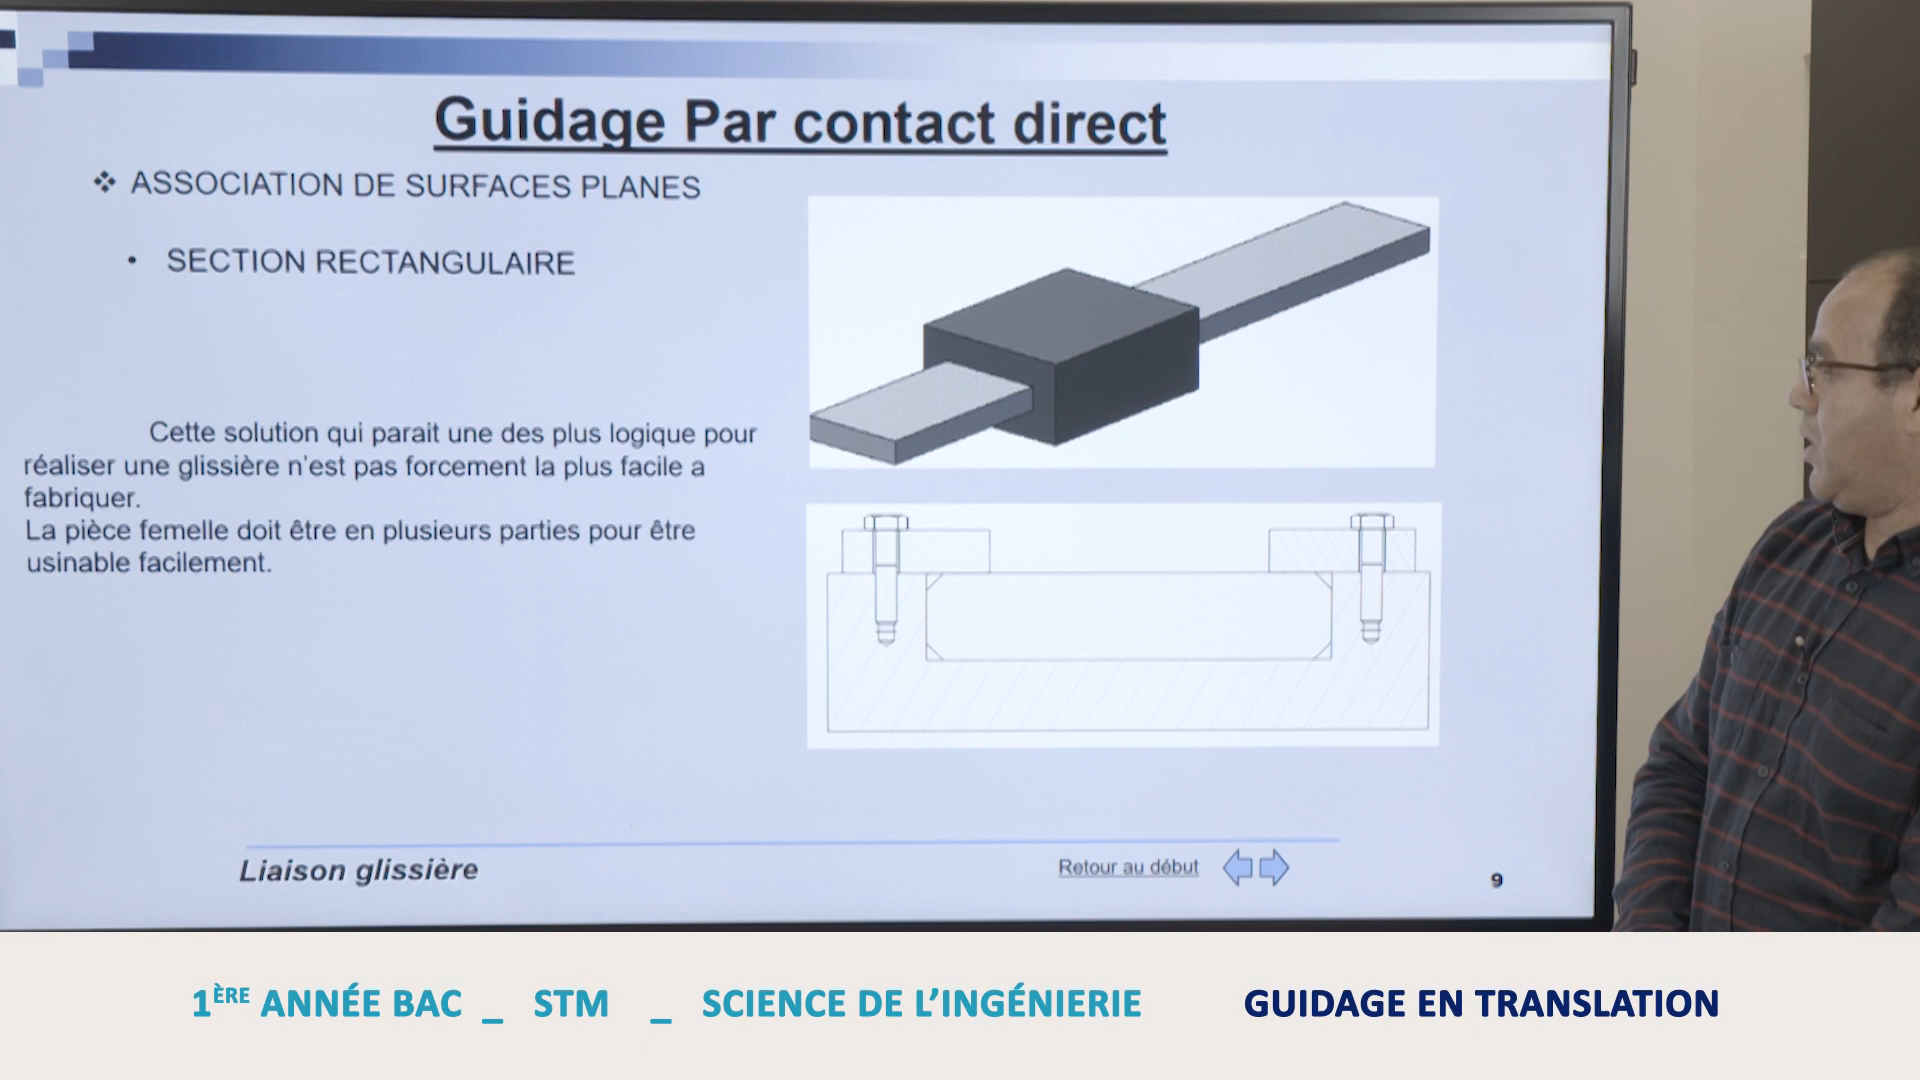 Guidage Par contact direct
❖ ASSOCIATION DE SURFACES PLANES
• SECTION RECTANGULAIRE
Cette solution qui parait une des plus logique pour
réaliser une glissière n'est pas forcement la plus facile a
fabriquer.
La pièce femelle doit être en plusieurs parties pour être
usinable facilement.
Liaison glissière
Retour au début
9
1ÈRE ANNÉE BAC _ STM _ SCIENCE DE L'INGÉNIERIE GUIDAGE EN TRANSLATION